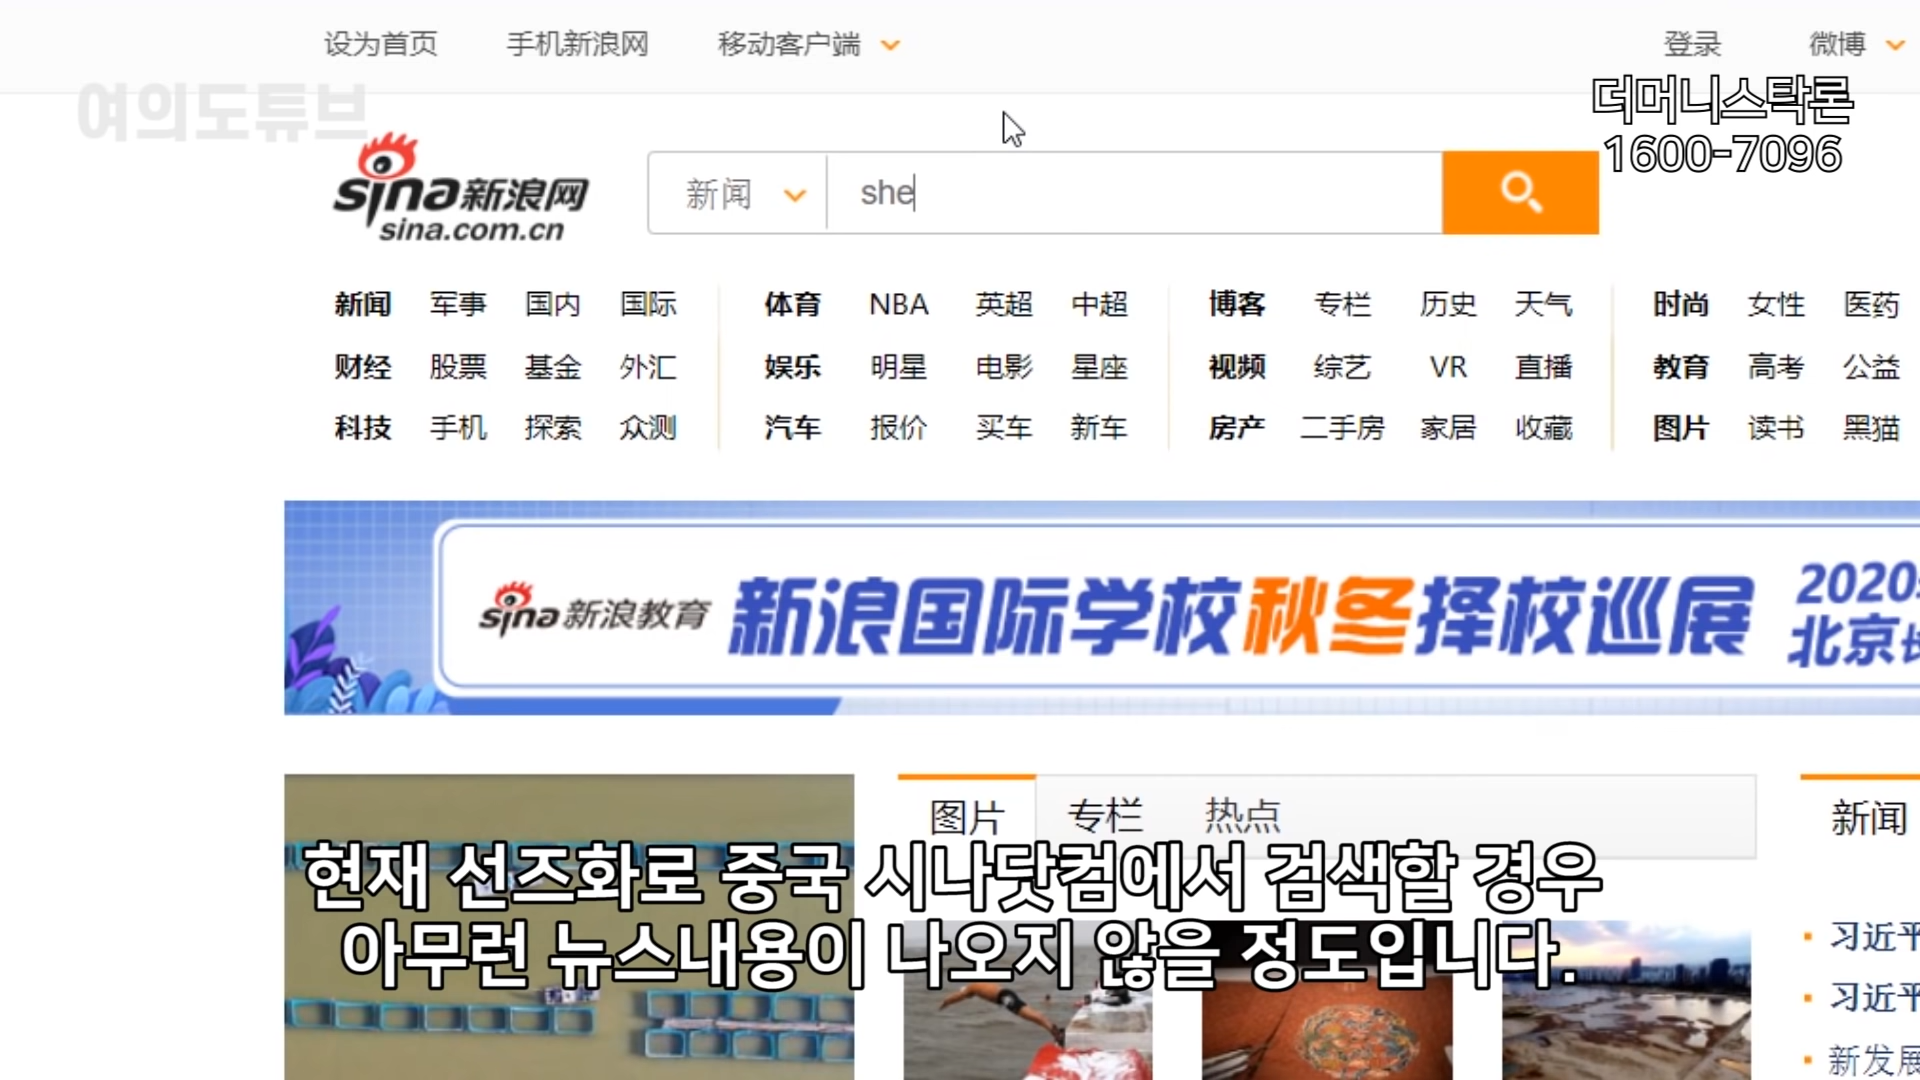 设为首页 手机新浪网 移动客户端 登录 微博
여의도튜브
더머니스탁론
1600-7096
sina新浪网
sina.com.cn
新闻 she
新闻 军事 国内 国际 体育 NBA 英超 中超 博客 专栏 历史 天气 时尚 女性 医药
财经 股票 基金 外汇 娱乐 明星 电影 星座 视频 综艺 VR 直播 教育 高考 公益
科技 手机 探索 众测 汽车 报价 买车 新车 房产 二手房 家居 收藏 图片 读书 黑猫
sina新浪教育 新浪国际学校秋冬择校巡展
2020
北京
图片 专栏 热点 新闻
현재 선즈화로 중국 시나닷컴에서 검색할 경우
아무런 뉴스내용이 나오지 않을 정도입니다.
习近平
习近平
新发展